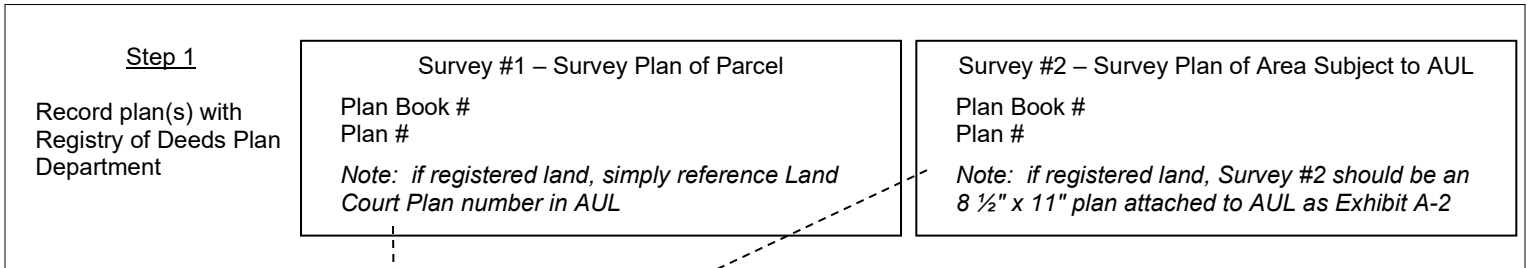 Step 1
Record plan(s) with
Registry of Deeds Plan
Department
Survey #1 – Survey Plan of Parcel
Plan Book #
Plan #
Note:  if registered land, simply reference Land
Court Plan number in AUL
Survey #2 – Survey Plan of Area Subject to AUL
Plan Book #
Plan #
Note:  if registered land, Survey #2 should be an
8 ½" x 11" plan attached to AUL as Exhibit A-2